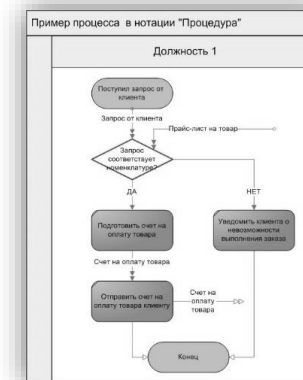 Пример процесса в нотации "Процедура"
Должность 1
Поступил запрос от
клиента
Запрос от клиента
Прайс-лист на товар
Запрос
соответствует
номенклатуре?
ДА
НЕТ
Подготовить счет на
оплату товара
Уведомить клиента о
невозможности
выполнения заказа
Счет на оплату товара
Отправить счет на
оплату товара клиенту
Счет на
оплату
товара
Конец